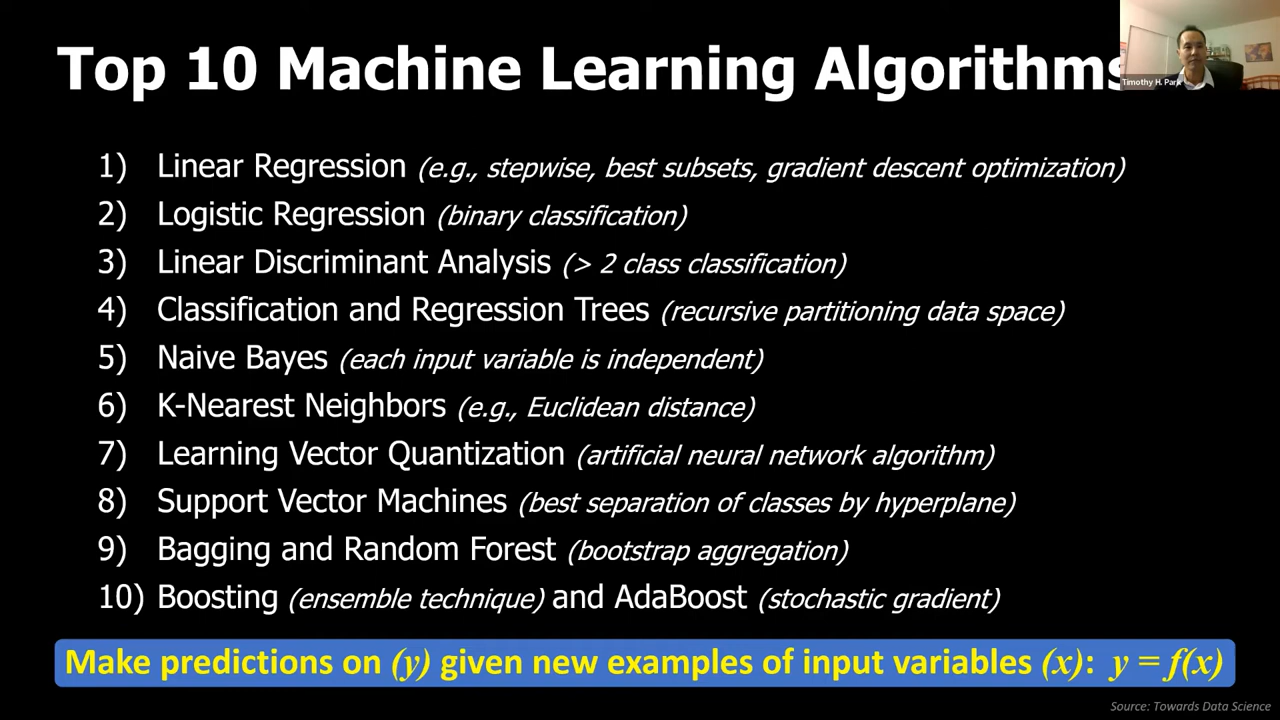 Top 10 Machine Learning Algorithms
Timothy H. Park
1) Linear Regression (e.g., stepwise, best subsets, gradient descent optimization)
2) Logistic Regression (binary classification)
3) Linear Discriminant Analysis (> 2 class classification)
4) Classification and Regression Trees (recursive partitioning data space)
5) Naive Bayes (each input variable is independent)
6) K-Nearest Neighbors (e.g., Euclidean distance)
7) Learning Vector Quantization (artificial neural network algorithm)
8) Support Vector Machines (best separation of classes by hyperplane)
9) Bagging and Random Forest (bootstrap aggregation)
10) Boosting (ensemble technique) and AdaBoost (stochastic gradient)
Make predictions on (y) given new examples of input variables (x): y = f(x)
Source: Towards Data Science